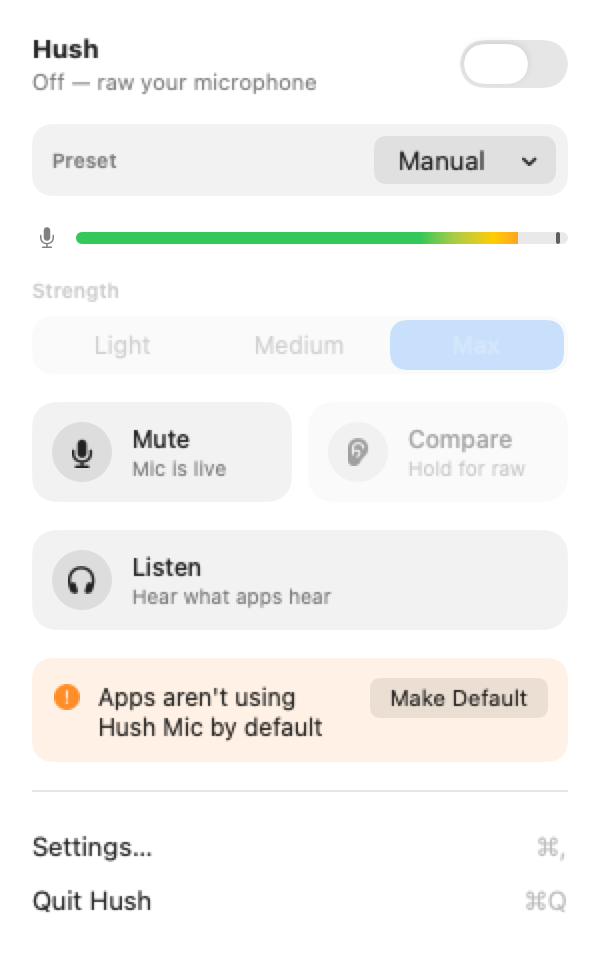 Hush
Off — raw your microphone
Preset
Manual
Strength
Light
Medium
Max
Mute
Mic is live
Compare
Hold for raw
Listen
Hear what apps hear
Apps aren't using
Hush Mic by default
Make Default
Settings...
⌘,
Quit Hush
⌘Q